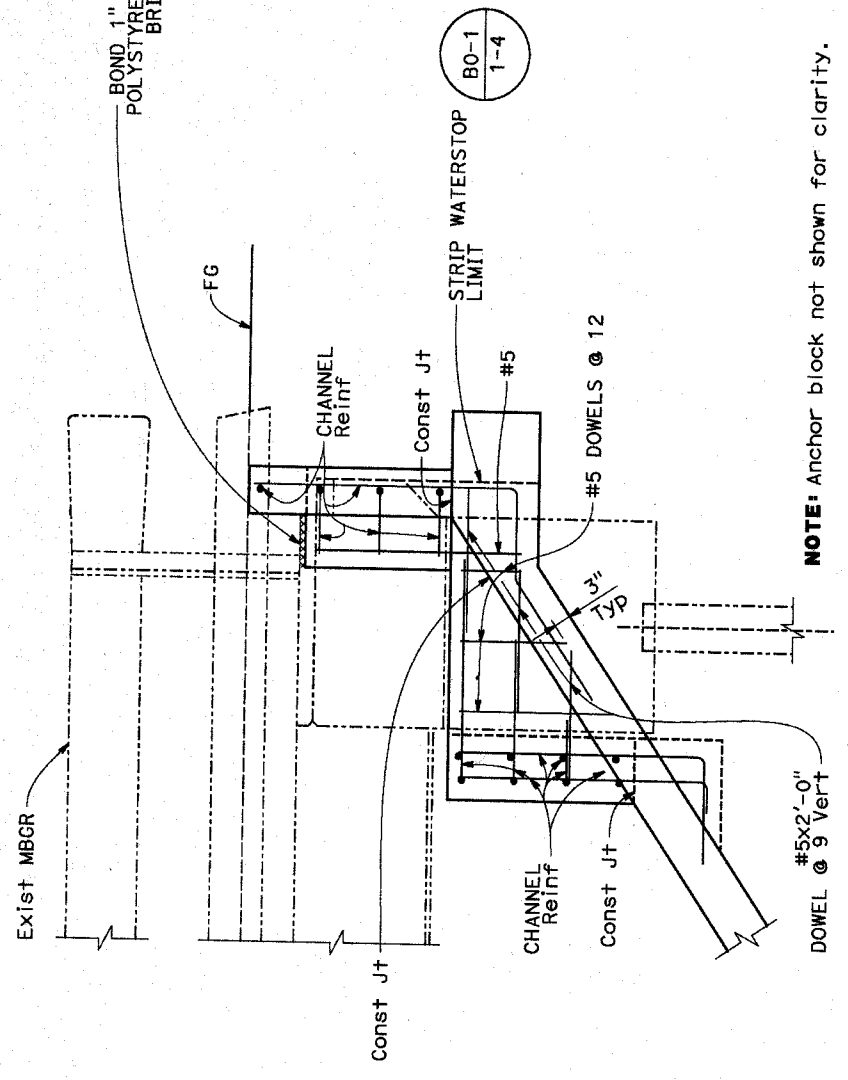 Exist MBGR
BOND 1"
POLYSTYRE
BRI
FG
CHANNEL
Reinf
Const Jt
STRIP WATERSTOP
LIMIT
BO-1
1-4
#5
#5 DOWELS @ 12
3"
TYP
Const Jt
CHANNEL
Reinf
Const Jt
#5x2'-0"
DOWEL @ 9 Vert
NOTE: Anchor block not shown for clarity.